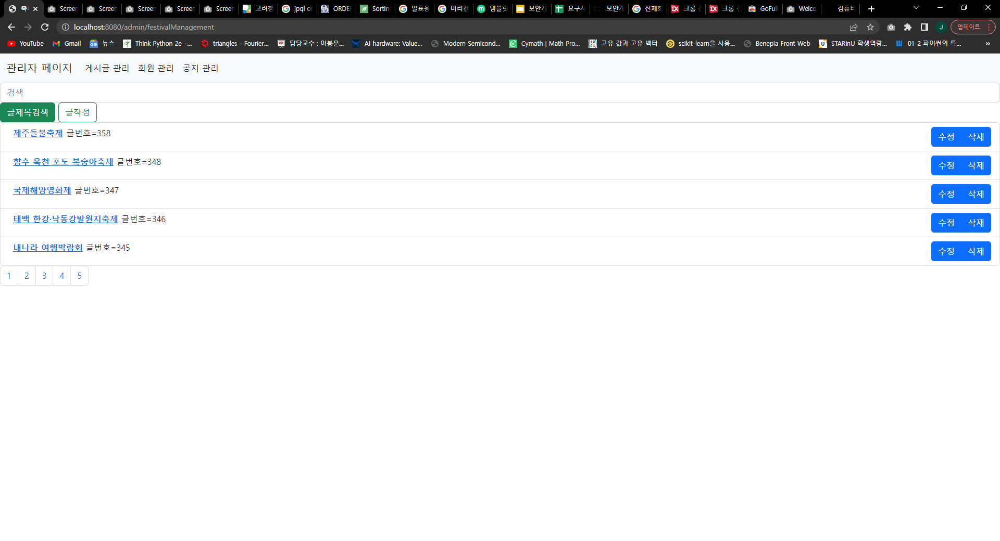 축 Screen Screen Screen Screen Screen 고려청 jpql or ORDER Sorting 발표용 미리캔 템플릿 보안개 요구사 보안개 전체화 크롬 크롬 GoFull Welco 컴퓨터
localhost:8080/admin/festivalManagement J 업데이트
YouTube Gmail 뉴스 Think Python 2e –... triangles - Fourier... 담당교수 : 이봉운... AI hardware: Value... Modern Semicond... Cymath | Math Pro... 고유 값과 고유 벡터 scikit-learn을 사용... Benepia Front Web STARinU 학생역량... 01-2 파이썬의 특... »
관리자 페이지 게시글 관리 회원 관리 공지 관리
검색
글제목검색 글작성
제주들불축제 글번호=358 수정 삭제
향수 옥천 포도 복숭아축제 글번호=348 수정 삭제
국제해양영화제 글번호=347 수정 삭제
태백 한강·낙동강발원지축제 글번호=346 수정 삭제
내나라 여행박람회 글번호=345 수정 삭제
1 2 3 4 5